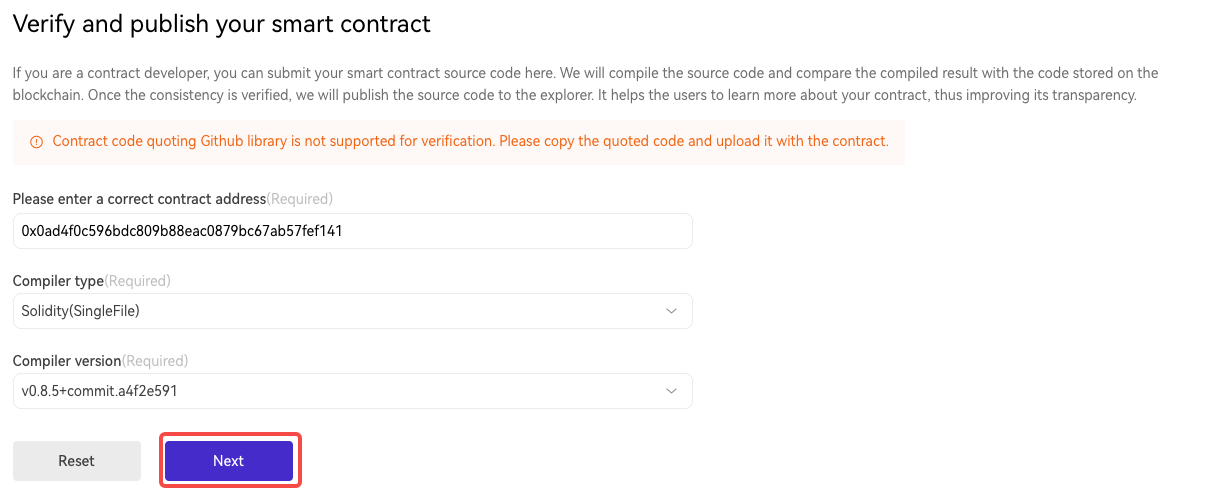 Verify and publish your smart contract
If you are a contract developer, you can submit your smart contract source code here. We will compile the source code and compare the compiled result with the code stored on the
blockchain. Once the consistency is verified, we will publish the source code to the explorer. It helps the users to learn more about your contract, thus improving its transparency.
Contract code quoting Github library is not supported for verification. Please copy the quoted code and upload it with the contract.
Please enter a correct contract address(Required)
0x0ad4f0c596bdc809b88eac0879bc67ab57fef141
Compiler type(Required)
Solidity(SingleFile)
Compiler version(Required)
v0.8.5+commit.a4f2e591
Reset Next